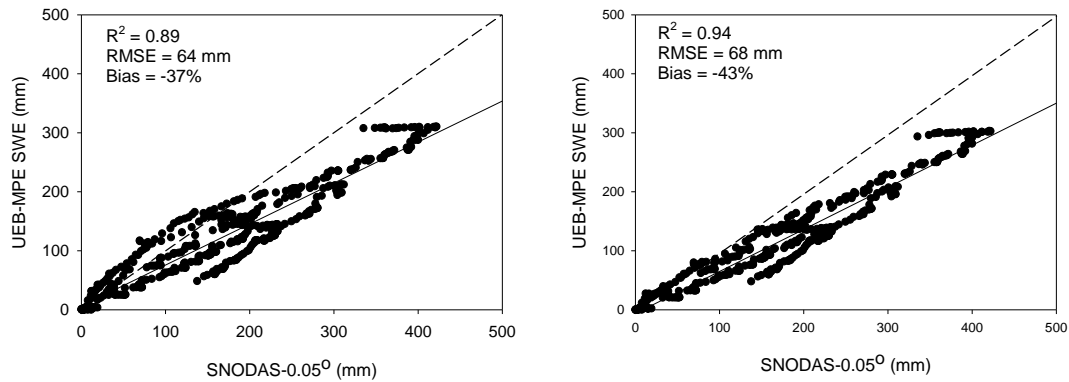 500
400
300
200
100
0
R² = 0.89
RMSE = 64 mm
Bias = -37%
UEB-MPE SWE (mm)
0 100 200 300 400 500
SNODAS-0.05⁰ (mm)
500
400
300
200
100
0
R² = 0.94
RMSE = 68 mm
Bias = -43%
UEB-MPE SWE (mm)
0 100 200 300 400 500
SNODAS-0.05⁰ (mm)